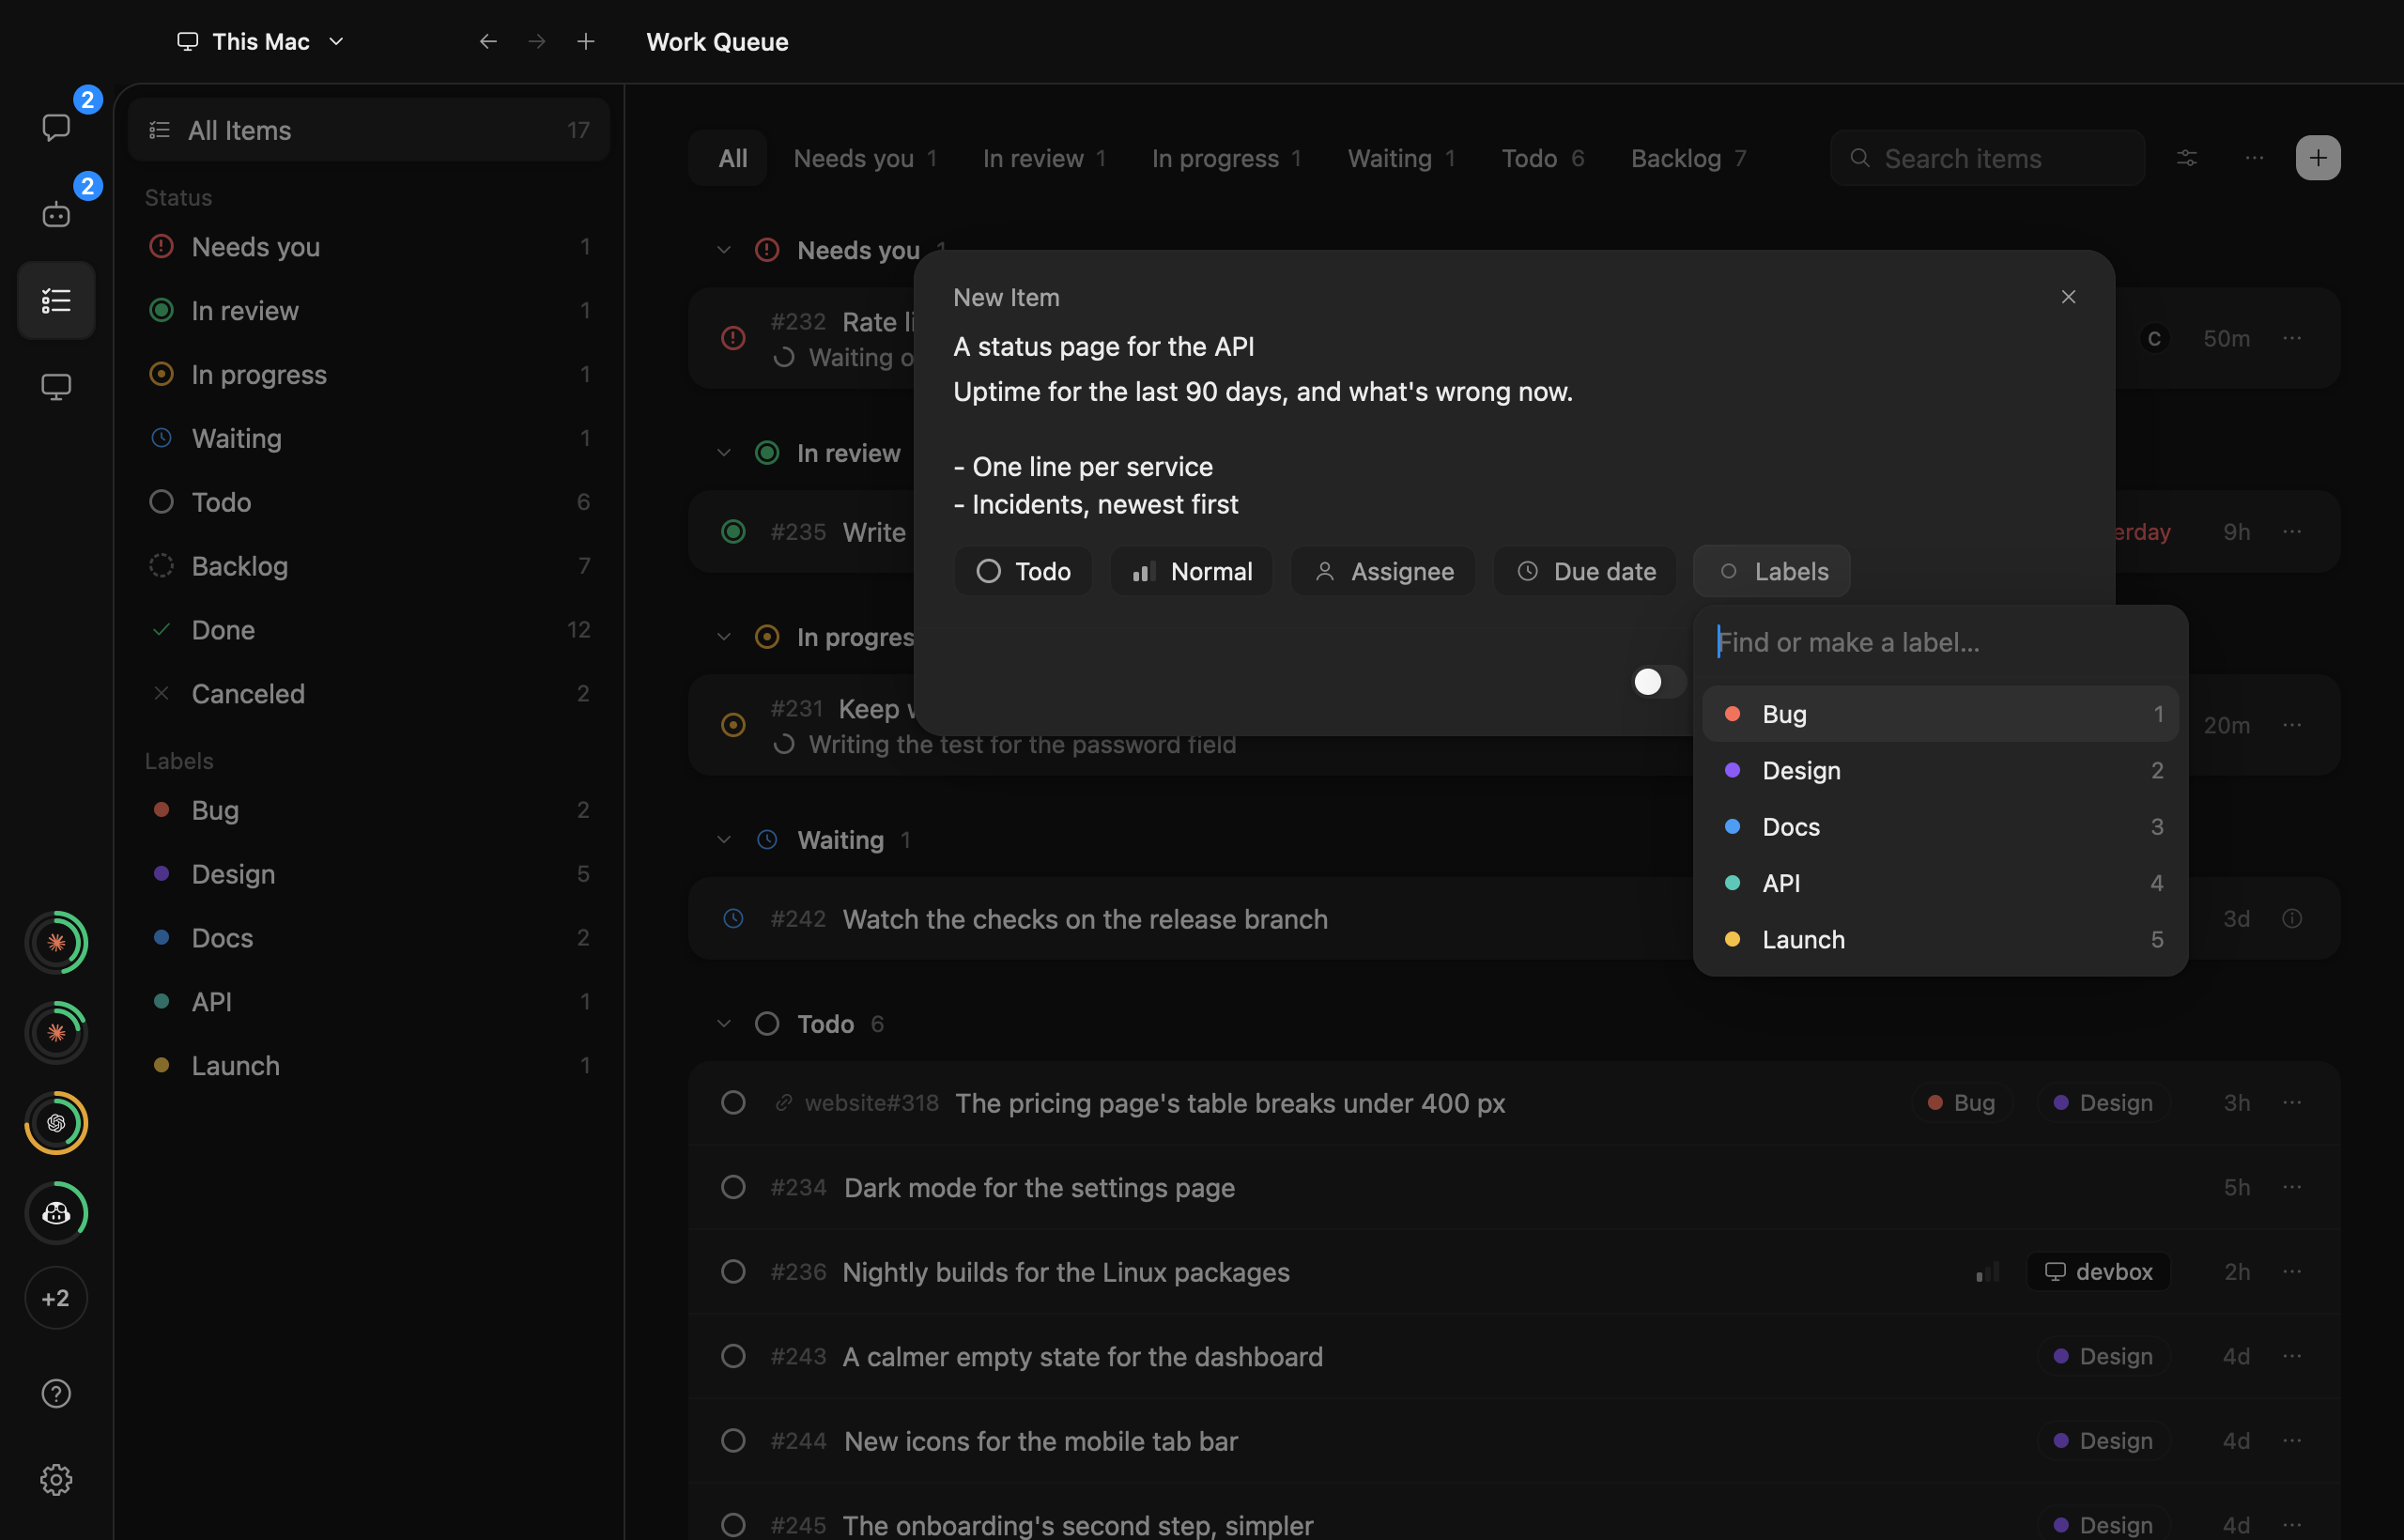 This Mac
Work Queue
2
2
All Items 17
Status
Needs you 1
In review 1
In progress 1
Waiting 1
Todo 6
Backlog 7
Done 12
Canceled 2
Labels
Bug 2
Design 5
Docs 2
API 1
Launch 1
+2
All Needs you 1 In review 1 In progress 1 Waiting 1 Todo 6 Backlog 7 Search items
Needs you 1
#232 Rate C 50m
Waiting
In review
#235 Write 9h
In progress
#231 Keep 20m
Writing the test for the password field
Waiting 1
#242 Watch the checks on the release branch 3d
Todo 6
website#318 The pricing page's table breaks under 400 px Bug Design 3h
#234 Dark mode for the settings page 5h
#236 Nightly builds for the Linux packages devbox 2h
#243 A calmer empty state for the dashboard Design 4d
#244 New icons for the mobile tab bar Design 4d
#245 The onboarding's second step, simpler Design 4d
New Item
A status page for the API
Uptime for the last 90 days, and what's wrong now.
- One line per service
- Incidents, newest first
Todo Normal Assignee Due date Labels
Find or make a label...
Bug 1
Design 2
Docs 3
API 4
Launch 5